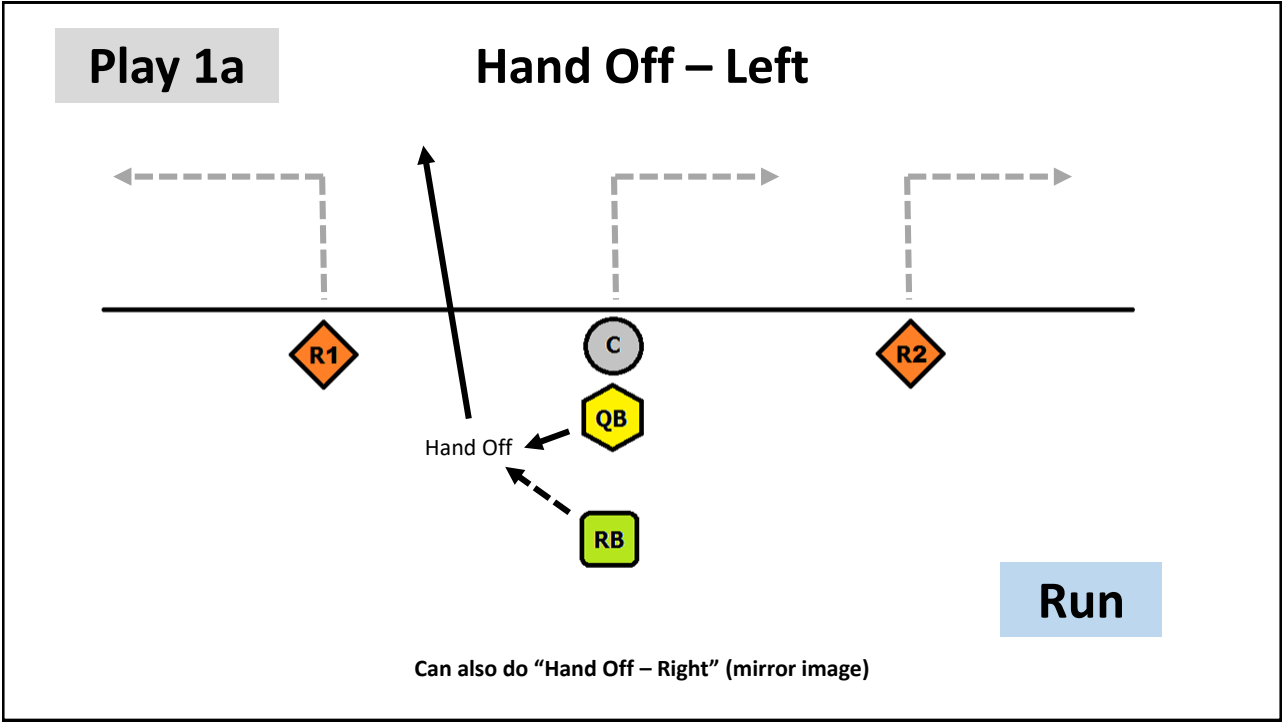 Play 1a
Hand Off – Left
R1
C
R2
QB
Hand Off
RB
Run
Can also do “Hand Off – Right” (mirror image)